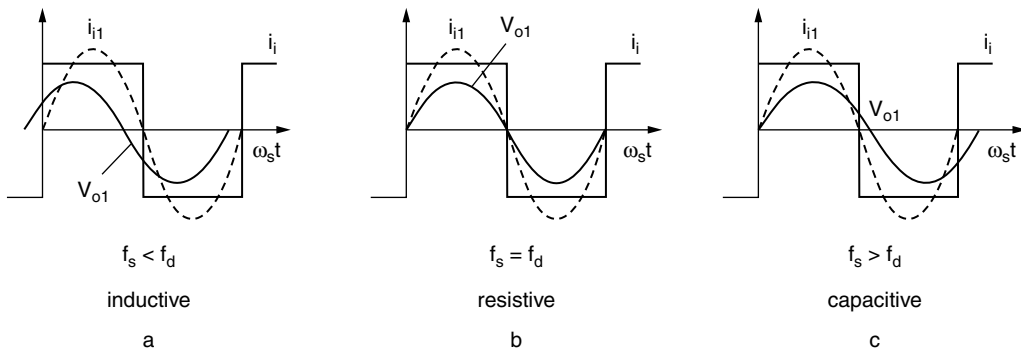 i_i1 i_i
V_o1
ω_st
f_s < f_d
inductive
a
i_i1 V_o1 i_i
ω_st
f_s = f_d
resistive
b
i_i1 i_i
V_o1
ω_st
f_s > f_d
capacitive
c